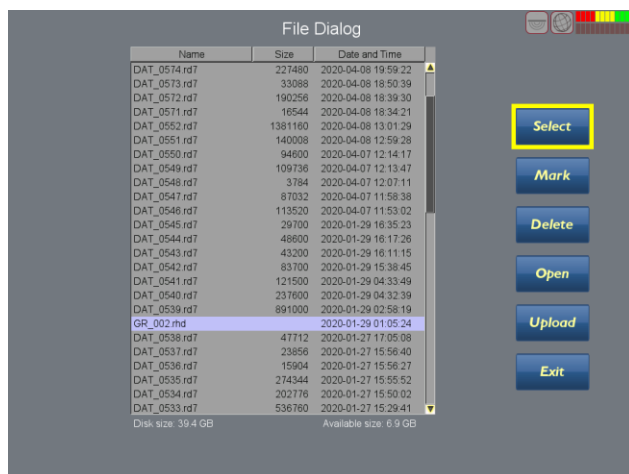 File Dialog
Name Size Date and Time
DAT_0574.rd7 227480 2020-04-08 19:59:22
DAT_0573.rd7 33088 2020-04-08 18:50:39
DAT_0572.rd7 190256 2020-04-08 18:39:30
DAT_0571.rd7 16544 2020-04-08 18:34:21
DAT_0552.rd7 1381160 2020-04-08 13:01:29
DAT_0551.rd7 140008 2020-04-08 12:59:28
DAT_0550.rd7 94600 2020-04-07 12:14:17
DAT_0549.rd7 109736 2020-04-07 12:13:47
DAT_0548.rd7 3784 2020-04-07 12:07:11
DAT_0547.rd7 87032 2020-04-07 11:58:38
DAT_0546.rd7 113520 2020-04-07 11:53:02
DAT_0545.rd7 29700 2020-01-29 16:35:23
DAT_0544.rd7 48600 2020-01-29 16:17:26
DAT_0543.rd7 43200 2020-01-29 16:11:15
DAT_0542.rd7 83700 2020-01-29 15:38:45
DAT_0541.rd7 121500 2020-01-29 04:33:49
DAT_0540.rd7 237600 2020-01-29 04:32:39
DAT_0539.rd7 891000 2020-01-29 02:58:19
GR_002.rhd 2020-01-29 01:05:24
DAT_0538.rd7 47712 2020-01-27 17:05:08
DAT_0537.rd7 23856 2020-01-27 15:56:40
DAT_0536.rd7 15904 2020-01-27 15:56:27
DAT_0535.rd7 274344 2020-01-27 15:55:52
DAT_0534.rd7 202776 2020-01-27 15:50:02
DAT_0533.rd7 536760 2020-01-27 15:29:41
Disk size: 39.4 GB Available size: 6.9 GB
Select
Mark
Delete
Open
Upload
Exit